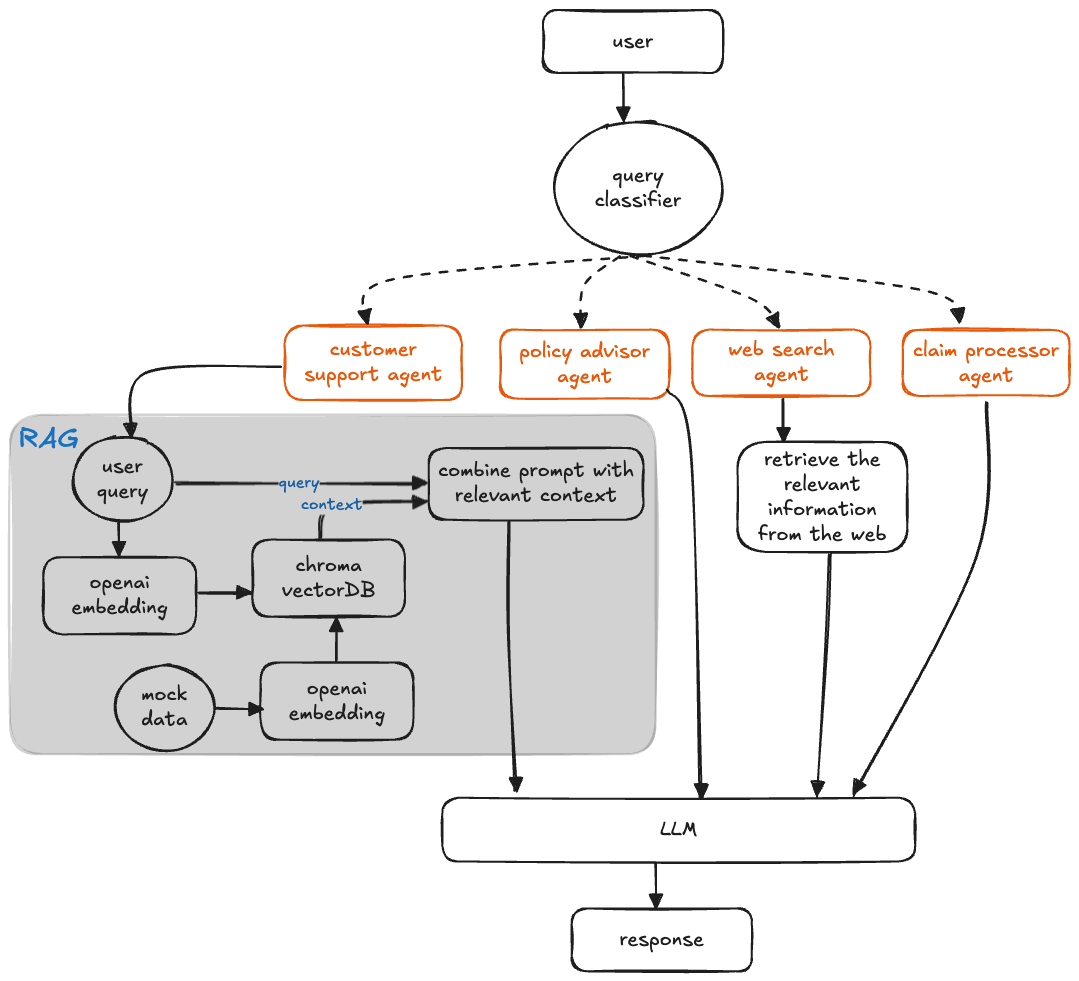 user
query
classifier
customer
support agent
policy advisor
agent
web search
agent
claim processor
agent
RAG
user
query
query
context
combine prompt with
relevant context
retrieve the
relevant
information
from the web
openai
embedding
chroma
vectorDB
mock
data
openai
embedding
LLM
response